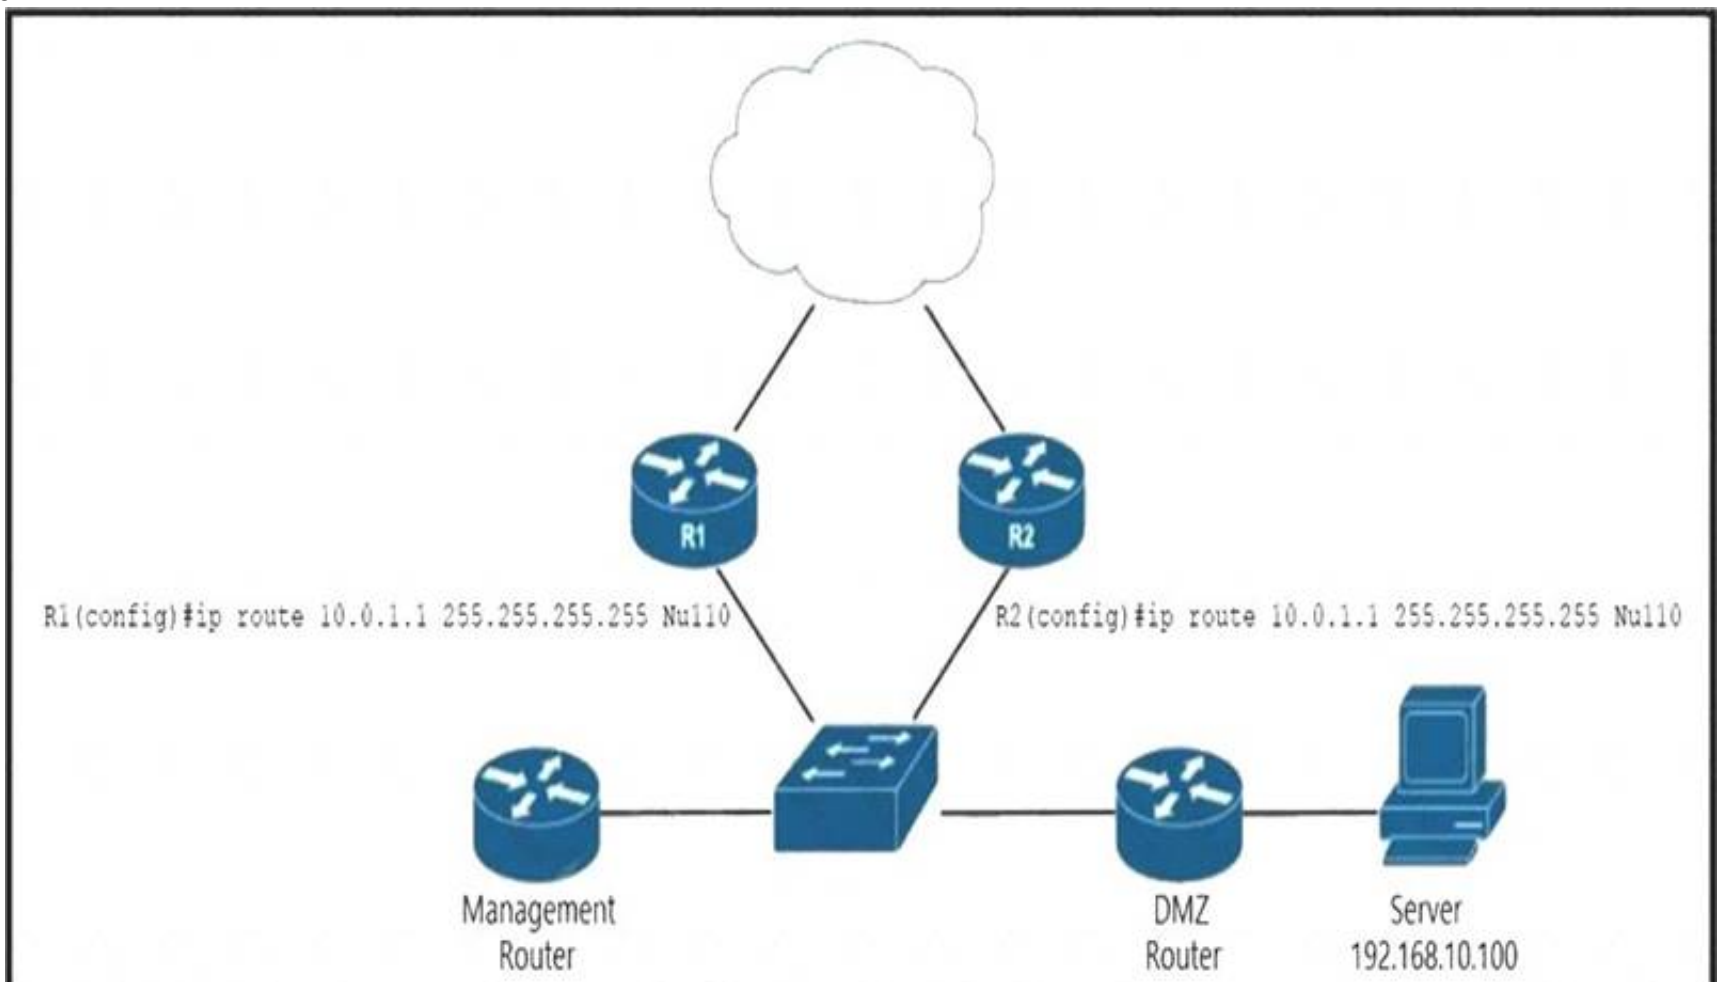 R1
R2
R1(config)#ip route 10.0.1.1 255.255.255.255 Null0
R2(config)#ip route 10.0.1.1 255.255.255.255 Null0
Management
Router
DMZ
Router
Server
192.168.10.100